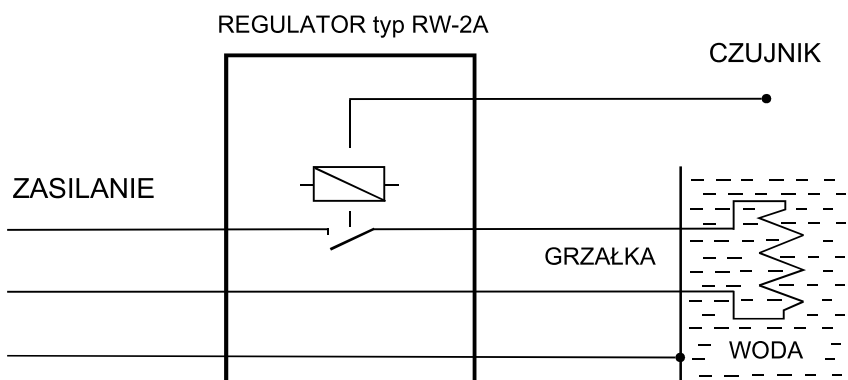 REGULATOR typ RW-2A
CZUJNIK
ZASILANIE
GRZAŁKA
WODA